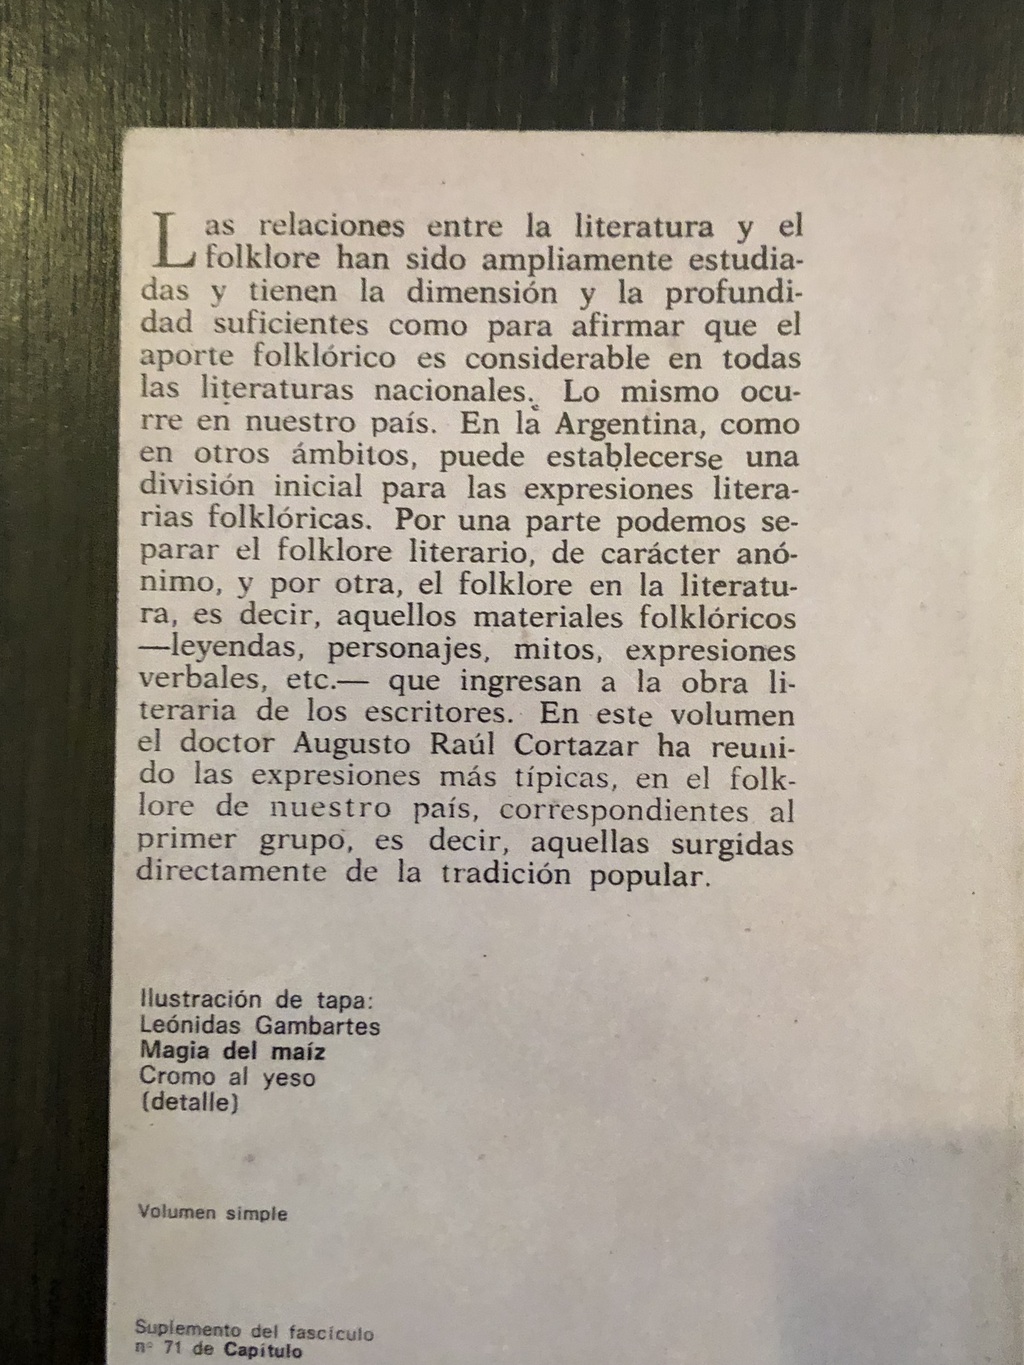 Las relaciones entre la literatura y el
folklore han sido ampliamente estudia-
das y tienen la dimensión y la profundi-
dad suficientes como para afirmar que el
aporte folklórico es considerable en todas
las literaturas nacionales. Lo mismo ocu-
rre en nuestro país. En la Argentina, como
en otros ámbitos, puede establecerse una
división inicial para las expresiones litera-
rias folklóricas. Por una parte podemos se-
parar el folklore literario, de carácter anó-
nimo, y por otra, el folklore en la literatu-
ra, es decir, aquellos materiales folklóricos
—leyendas, personajes, mitos, expresiones
verbales, etc.— que ingresan a la obra li-
teraria de los escritores. En este volumen
el doctor Augusto Raúl Cortazar ha reuni-
do las expresiones más típicas, en el folk-
lore de nuestro país, correspondientes al
primer grupo, es decir, aquellas surgidas
directamente de la tradición popular.
Ilustración de tapa:
Leónidas Gambartes
Magia del maíz
Cromo al yeso
(detalle)
Volumen simple
Suplemento del fascículo
nº 71 de Capítulo